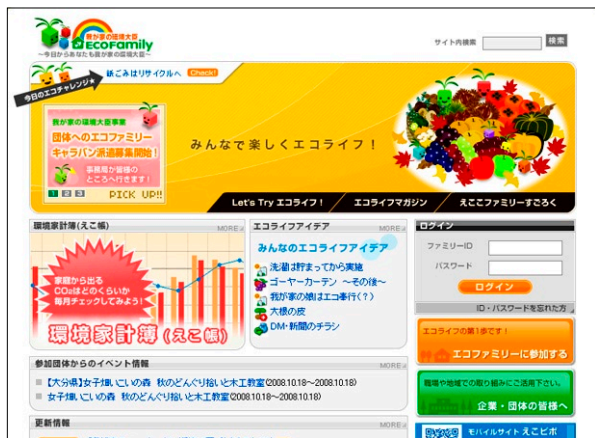 我が家の環境大臣
ECOFamily
～今日からあなたも我が家の環境大臣～
サイト内検索
検索
今日のエコチャレンジ★
紙ごみはリサイクルへ Check!
我が家の環境大臣事業
団体へのエコファミリー
キャラバン派遣募集開始！
事務局が皆様の
ところへ行きます！
1 2 3 PICK UP!!
みんなで楽しくエコライフ！
Let's Try エコライフ！ エコライフマガジン えここファミリーすごろく
環境家計簿(えこ帳) MORE
家庭から出る
CO₂はどのくらいか
毎月チェックしてみよう！
環境家計簿(えこ帳)
エコライフアイデア MORE
みんなのエコライフアイデア
洗濯は貯まってから実施
ゴーヤーカーテン ～その後～
我が家の娘はエコ奉行(？)
大根の皮
DM・新聞のチラシ
ログイン
ファミリーID
パスワード
ログイン
ID・パスワードを忘れた方
エコライフの第1歩です！
エコファミリーに参加する
職場や地域での取り組みにご活用下さい。
企業・団体の皆様へ
モバイルサイト えこピボ
参加団体からのイベント情報 MORE
【大分県】女子畑いこいの森 秋のどんぐり拾いと木工教室(2008.10.18～2008.10.18)
女子畑いこいの森 秋のどんぐり拾いと木工教室(2008.10.18～2008.10.18)
更新情報 MORE